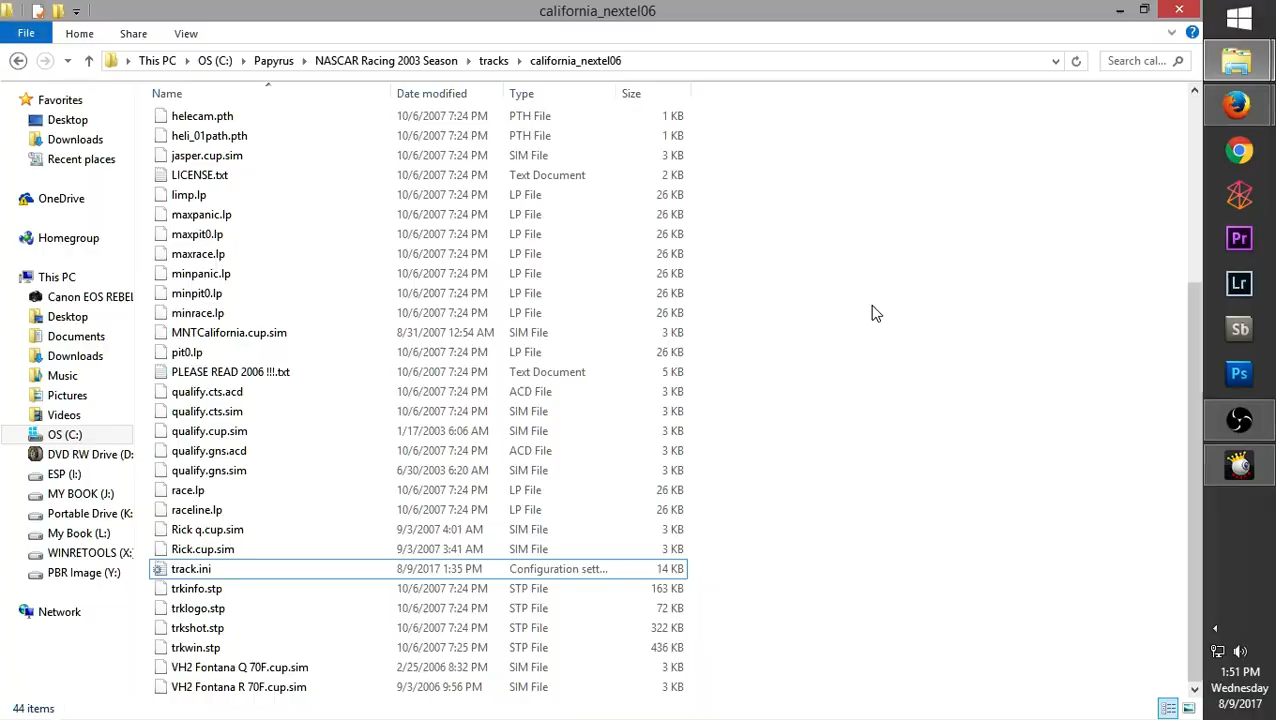 california_nextel06
File Home Share View
This PC OS (C:) Papyrus NASCAR Racing 2003 Season tracks california_nextel06 Search cal...
Name Date modified Type Size
helecam.pth 10/6/2007 7:24 PM PTH File 1 KB
heli_01path.pth 10/6/2007 7:24 PM PTH File 1 KB
jasper.cup.sim 10/6/2007 7:24 PM SIM File 3 KB
LICENSE.txt 10/6/2007 7:24 PM Text Document 2 KB
limp.lp 10/6/2007 7:24 PM LP File 26 KB
maxpanic.lp 10/6/2007 7:24 PM LP File 26 KB
maxpit0.lp 10/6/2007 7:24 PM LP File 26 KB
maxrace.lp 10/6/2007 7:24 PM LP File 26 KB
minpanic.lp 10/6/2007 7:24 PM LP File 26 KB
minpit0.lp 10/6/2007 7:24 PM LP File 26 KB
minrace.lp 10/6/2007 7:24 PM LP File 26 KB
MNTCalifornia.cup.sim 8/31/2007 12:54 AM SIM File 3 KB
pit0.lp 10/6/2007 7:24 PM LP File 26 KB
PLEASE READ 2006 !!!.txt 10/6/2007 7:24 PM Text Document 5 KB
qualify.cts.acd 10/6/2007 7:24 PM ACD File 3 KB
qualify.cts.sim 10/6/2007 7:24 PM SIM File 3 KB
qualify.cup.sim 1/17/2003 6:06 AM SIM File 3 KB
qualify.gns.acd 10/6/2007 7:24 PM ACD File 3 KB
qualify.gns.sim 6/30/2003 6:20 AM SIM File 3 KB
race.lp 10/6/2007 7:24 PM LP File 26 KB
raceline.lp 10/6/2007 7:24 PM LP File 26 KB
Rick q.cup.sim 9/3/2007 4:01 AM SIM File 3 KB
Rick.cup.sim 9/3/2007 3:41 AM SIM File 3 KB
track.ini 8/9/2017 1:35 PM Configuration sett... 14 KB
trkinfo.stp 10/6/2007 7:24 PM STP File 163 KB
trklogo.stp 10/6/2007 7:24 PM STP File 72 KB
trkshot.stp 10/6/2007 7:24 PM STP File 322 KB
trkwin.stp 10/6/2007 7:25 PM STP File 436 KB
VH2 Fontana Q 70F.cup.sim 2/25/2006 8:32 PM SIM File 3 KB
VH2 Fontana R 70F.cup.sim 9/3/2006 9:56 PM SIM File 3 KB
Favorites
Desktop
Downloads
Recent places
OneDrive
Homegroup
This PC
Canon EOS REBEL
Desktop
Documents
Downloads
Music
Pictures
Videos
OS (C:)
DVD RW Drive (D:
ESP (I:)
MY BOOK (J:)
Portable Drive (K:
My Book (L:)
WINRETOOLS (X:)
PBR Image (Y:)
Network
44 items
Pr
Lr
Sb
Ps
1:51 PM
Wednesday
8/9/2017